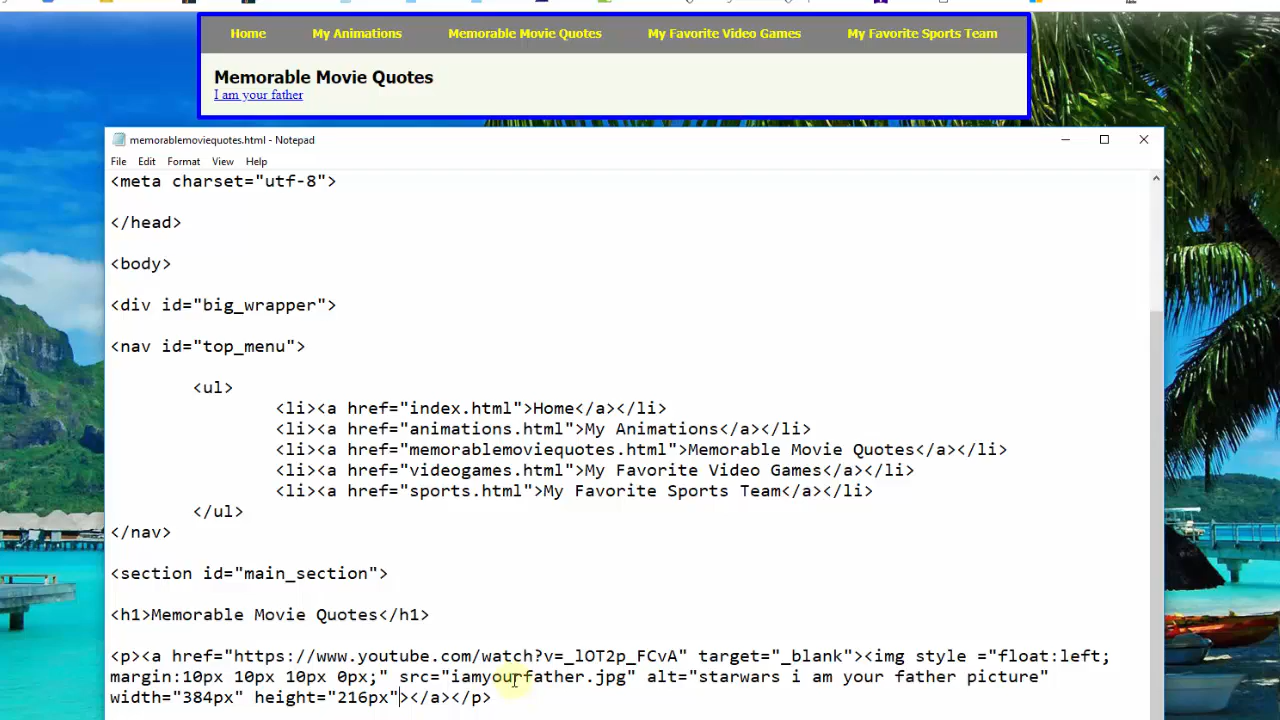 Home My Animations Memorable Movie Quotes My Favorite Video Games My Favorite Sports Team
Memorable Movie Quotes
I am your father
memorablemoviequotes.html - Notepad
File Edit Format View Help
<meta charset="utf-8">
</head>
<body>
<div id="big_wrapper">
<nav id="top_menu">
<ul>
<li><a href="index.html">Home</a></li>
<li><a href="animations.html">My Animations</a></li>
<li><a href="memorablemoviequotes.html">Memorable Movie Quotes</a></li>
<li><a href="videogames.html">My Favorite Video Games</a></li>
<li><a href="sports.html">My Favorite Sports Team</a></li>
</ul>
</nav>
<section id="main_section">
<h1>Memorable Movie Quotes</h1>
<p><a href="https://www.youtube.com/watch?v=_lOT2p_FCvA" target="_blank"><img style ="float:left;
margin:10px 10px 10px 0px;" src="iamyourfather.jpg" alt="starwars i am your father picture"
width="384px" height="216px"></a></p>